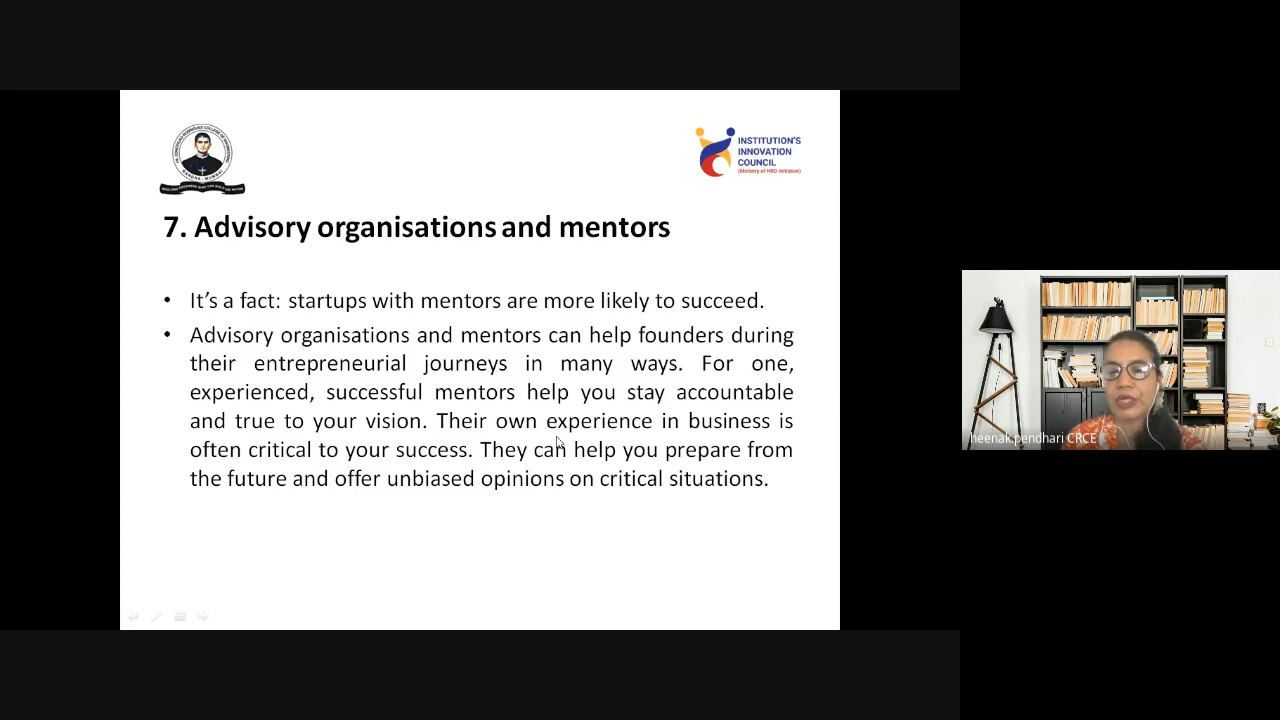 INSTITUTION'S
INNOVATION
COUNCIL
(Ministry of HRD Initiative)
7. Advisory organisations and mentors
• It's a fact: startups with mentors are more likely to succeed.
• Advisory organisations and mentors can help founders during
their entrepreneurial journeys in many ways. For one,
experienced, successful mentors help you stay accountable
and true to your vision. Their own experience in business is
often critical to your success. They can help you prepare from
the future and offer unbiased opinions on critical situations.
heenak.pendhari CRCE